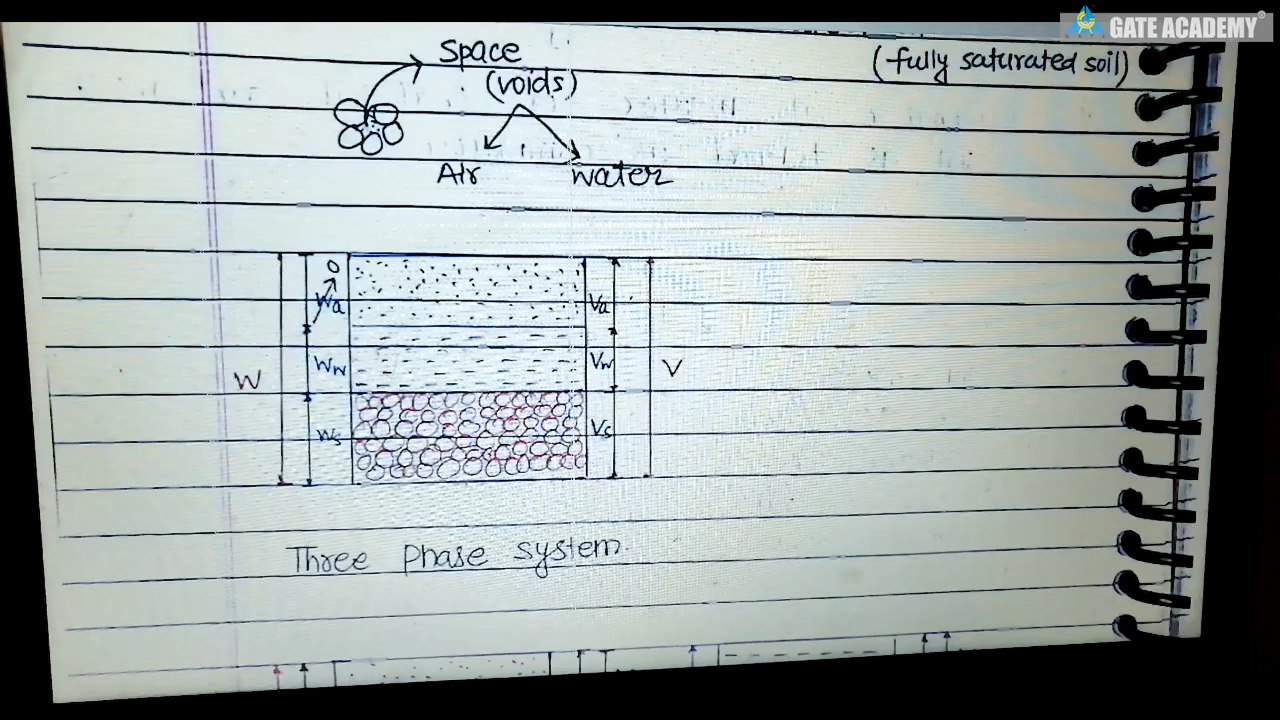 GATE ACADEMY®
Space
(voids)
(fully saturated soil)
Air
water
0
Wa
Va
Ww
Vw
W
V
Ws
Vs
Three Phase system.